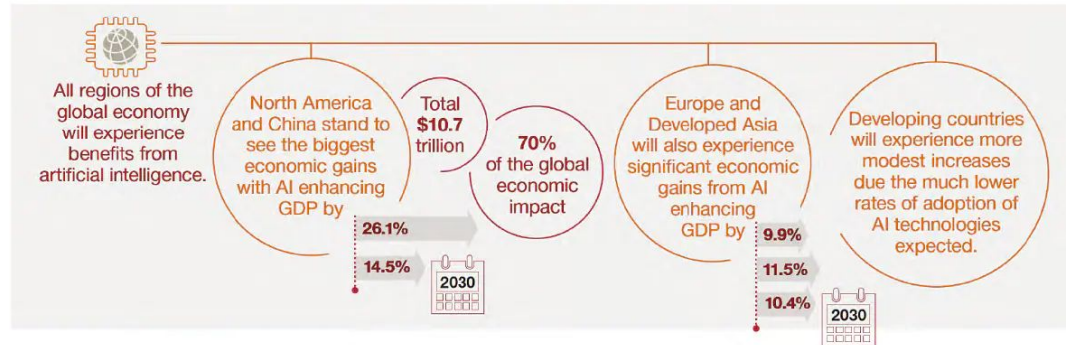 All regions of the
global economy
will experience
benefits from
artificial intelligence.
North America
and China stand to
see the biggest
economic gains
with AI enhancing
GDP by
26.1%
14.5%
2030
Total
$10.7
trillion
70%
of the global
economic
impact
Europe and
Developed Asia
will also experience
significant economic
gains from AI
enhancing
GDP by
9.9%
11.5%
10.4%
2030
Developing countries
will experience more
modest increases
due the much lower
rates of adoption of
AI technologies
expected.